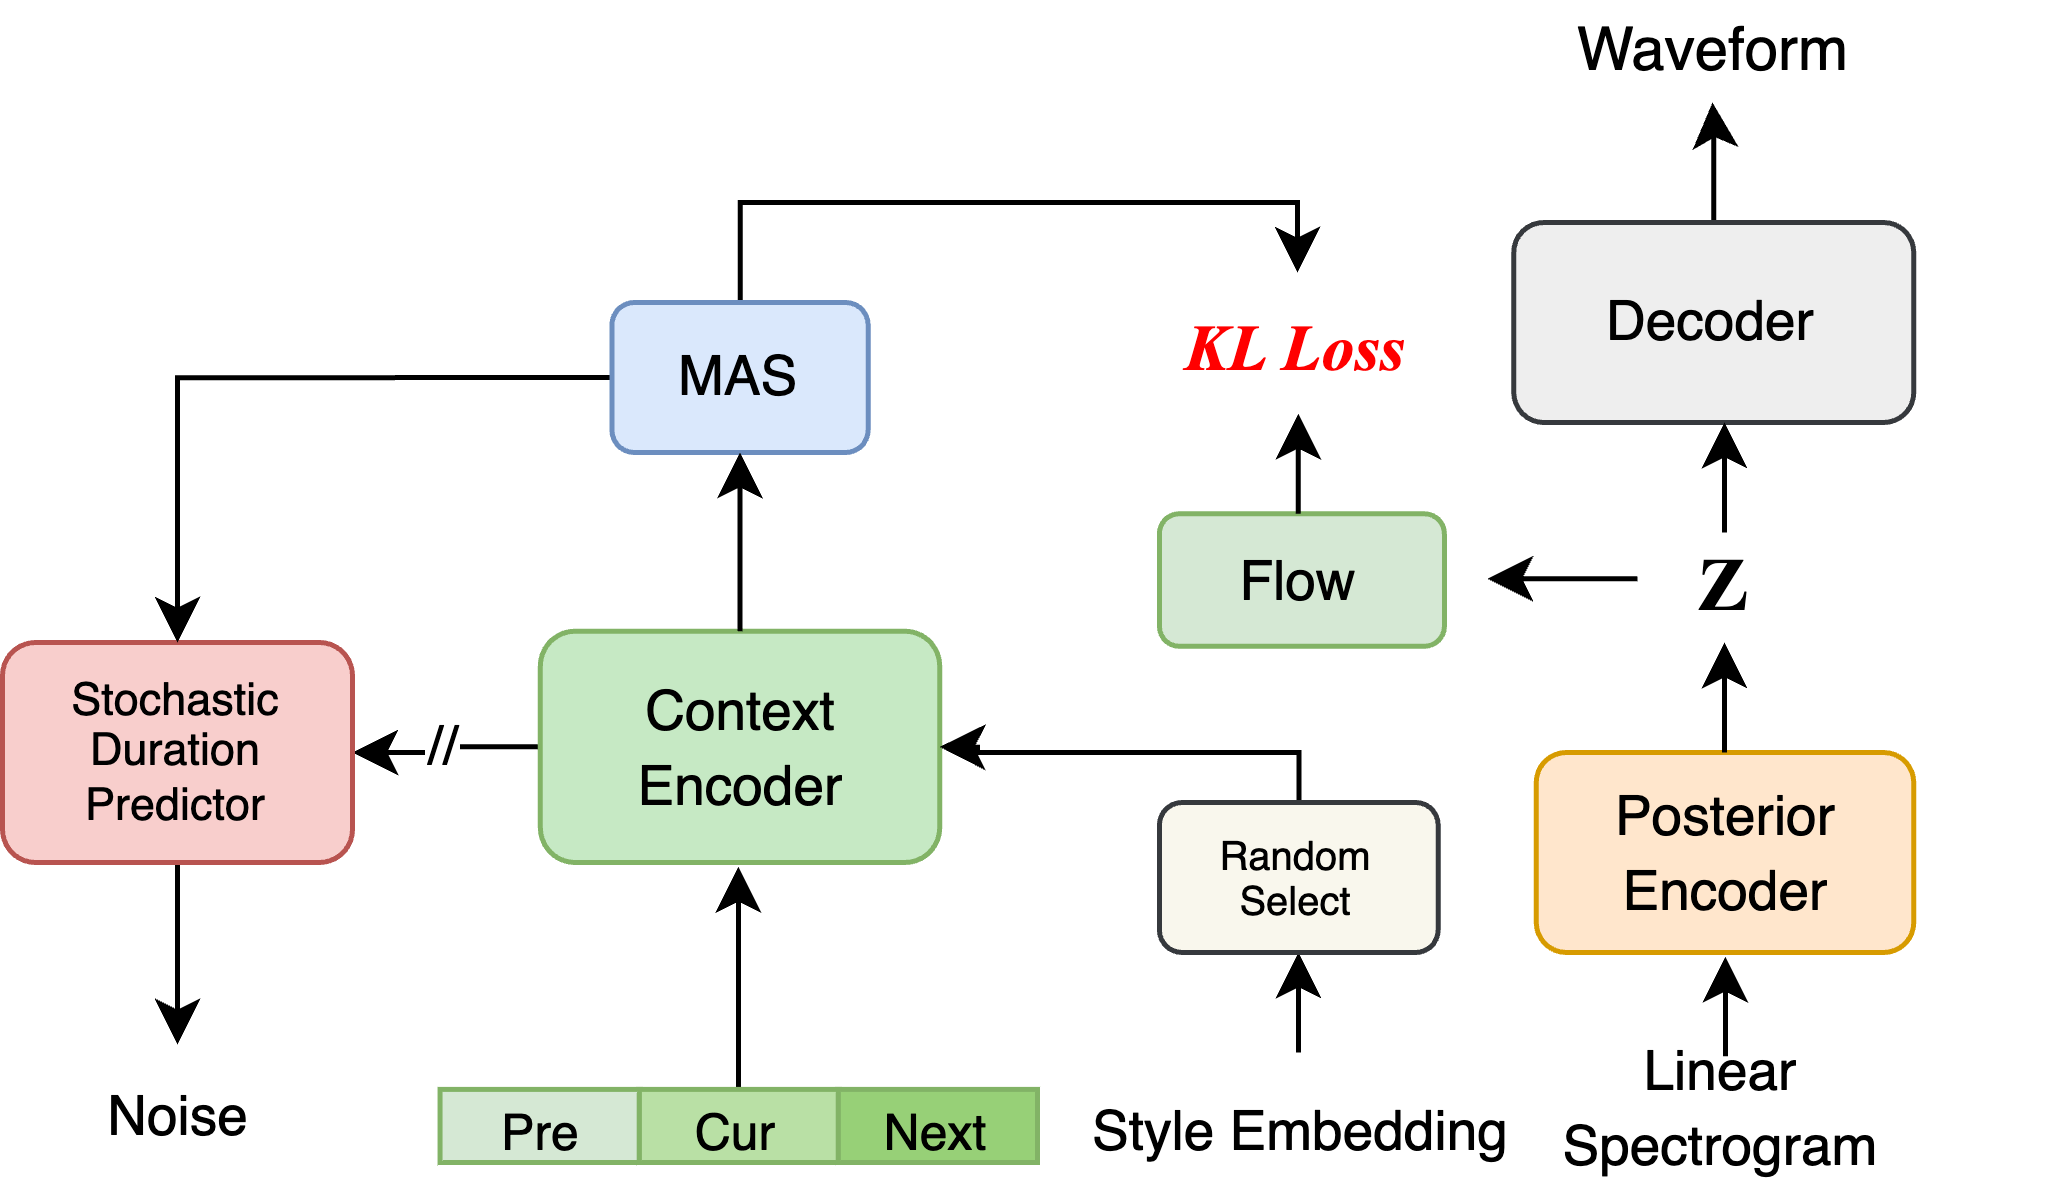 Waveform
Decoder
MAS
KL Loss
Flow
z
Stochastic
Duration
Predictor
//
Context
Encoder
Random
Select
Posterior
Encoder
Noise
Pre Cur Next
Style Embedding
Linear
Spectrogram